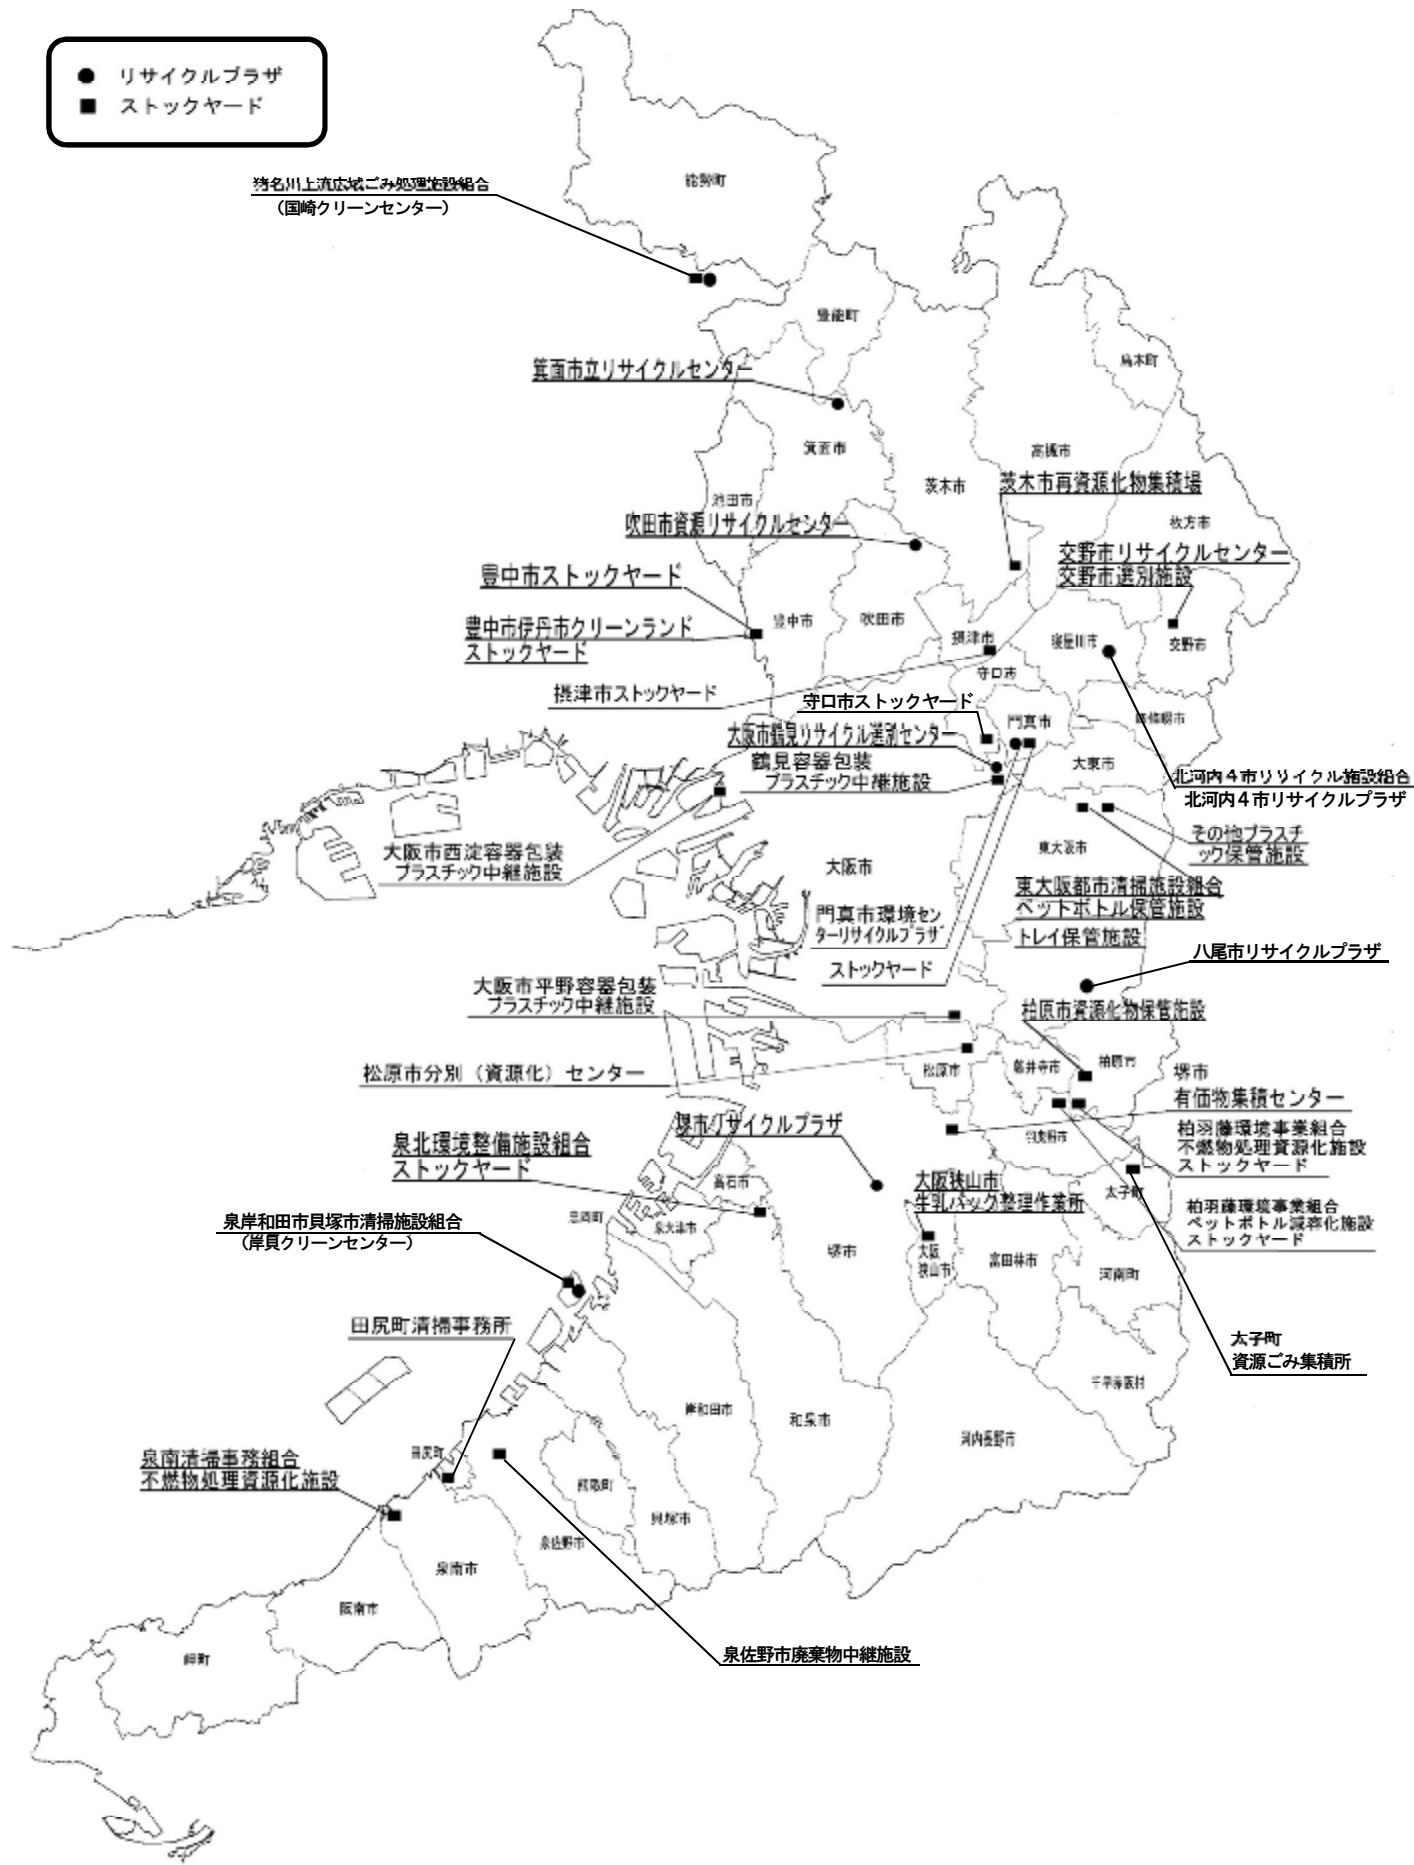 リサイクルプラザ
ストックヤード
能勢町
猪名川上流広域ごみ処理施設組合
（国崎クリーンセンター）
豊能町
島本町
箕面市立リサイクルセンター
箕面市
高槻市
茨木市
茨木市再資源化物集積場
池田市
吹田市資源リサイクルセンター
枚方市
交野市リサイクルセンター
交野市選別施設
豊中市ストックヤード
豊中市
吹田市
豊中市伊丹市クリーンランド
ストックヤード
摂津市
寝屋川市
交野市
守口市
摂津市ストックヤード
守口市ストックヤード
門真市
四條畷市
大阪市鶴見リサイクル選別センター
鶴見容器包装
プラスチック中継施設
大東市
北河内４市リサイクル施設組合
北河内４市リサイクルプラザ
その他プラスチ
ック保管施設
東大阪市
大阪市西淀容器包装
プラスチック中継施設
大阪市
東大阪都市清掃施設組合
ペットボトル保管施設
トレイ保管施設
門真市環境セン
ターリサイクルプラザ
ストックヤード
八尾市リサイクルプラザ
大阪市平野容器包装
プラスチック中継施設
柏原市資源化物保管施設
松原市分別（資源化）センター
松原市
藤井寺市
柏原市
堺市
有価物集積センター
堺市リサイクルプラザ
羽曳野市
柏羽藤環境事業組合
不燃物処理資源化施設
ストックヤード
泉北環境整備施設組合
ストックヤード
高石市
大阪狭山市
牛乳パック整理作業所
太子町
柏羽藤環境事業組合
ペットボトル減容化施設
ストックヤード
忠岡町
泉大津市
泉岸和田市貝塚市清掃施設組合
（岸貝クリーンセンター）
堺市
大阪
狭山市
富田林市
河南町
田尻町清掃事務所
太子町
資源ごみ集積所
千早赤阪村
岸和田市
和泉市
河内長野市
田尻町
泉南清掃事務組合
不燃物処理資源化施設
熊取町
貝塚市
泉佐野市
泉南市
阪南市
岬町
泉佐野市廃棄物中継施設